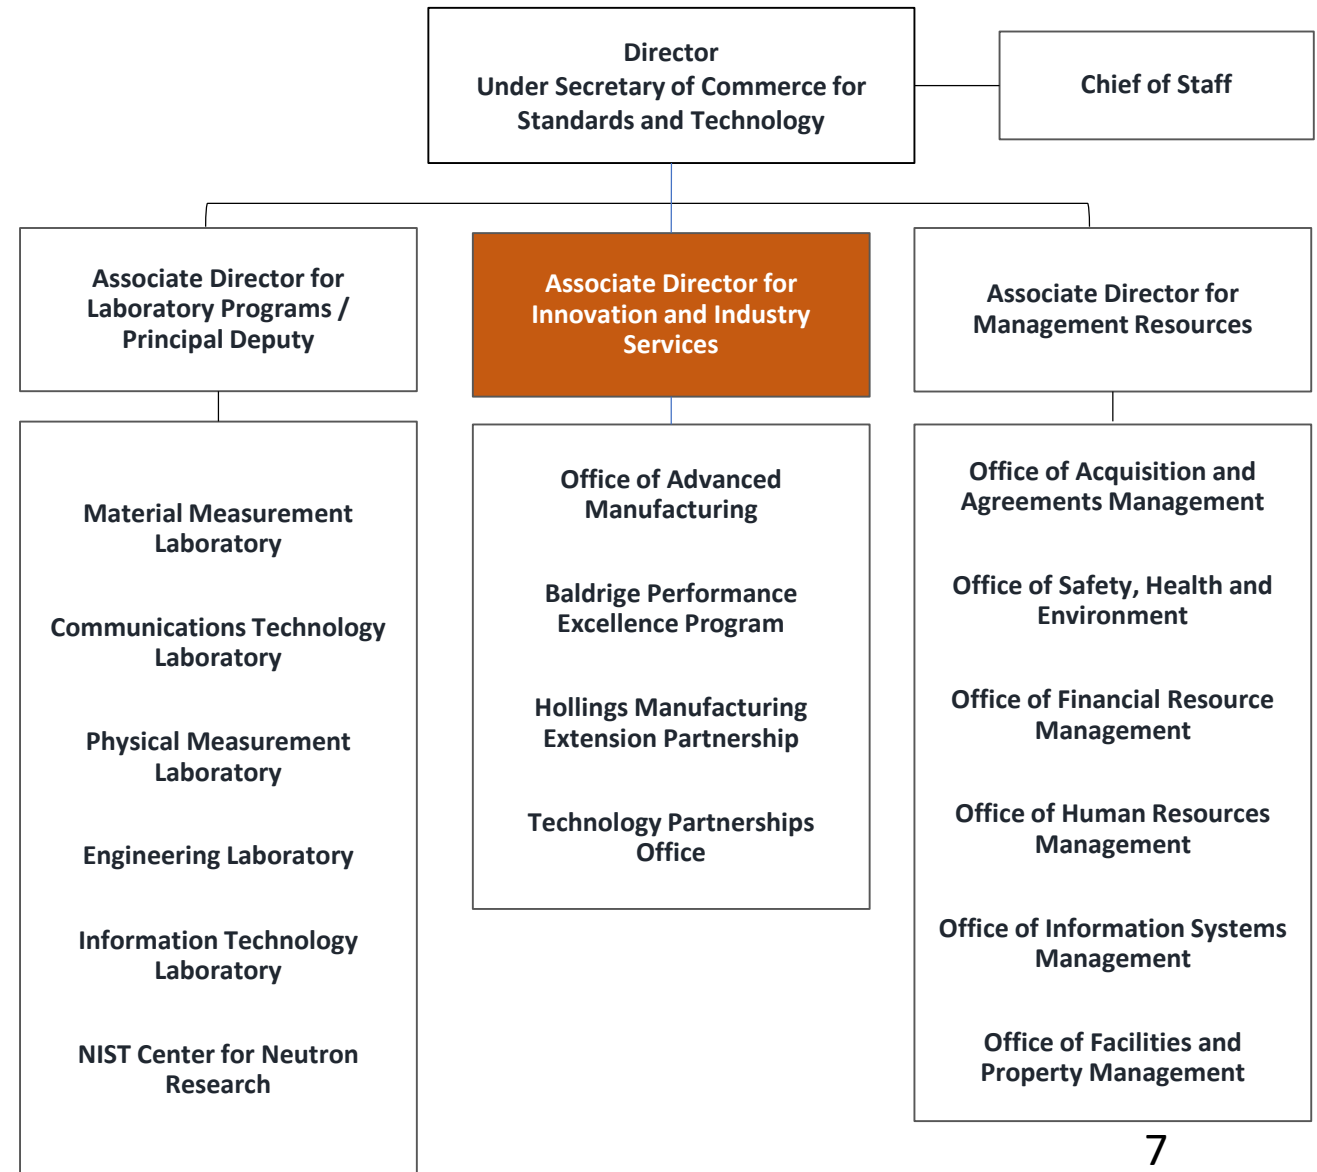 Director
Under Secretary of Commerce for
Standards and Technology
Chief of Staff
Associate Director for
Laboratory Programs /
Principal Deputy
Associate Director for
Innovation and Industry
Services
Associate Director for
Management Resources
Material Measurement
Laboratory
Communications Technology
Laboratory
Physical Measurement
Laboratory
Engineering Laboratory
Information Technology
Laboratory
NIST Center for Neutron
Research
Office of Advanced
Manufacturing
Baldrige Performance
Excellence Program
Hollings Manufacturing
Extension Partnership
Technology Partnerships
Office
Office of Acquisition and
Agreements Management
Office of Safety, Health and
Environment
Office of Financial Resource
Management
Office of Human Resources
Management
Office of Information Systems
Management
Office of Facilities and
Property Management
7